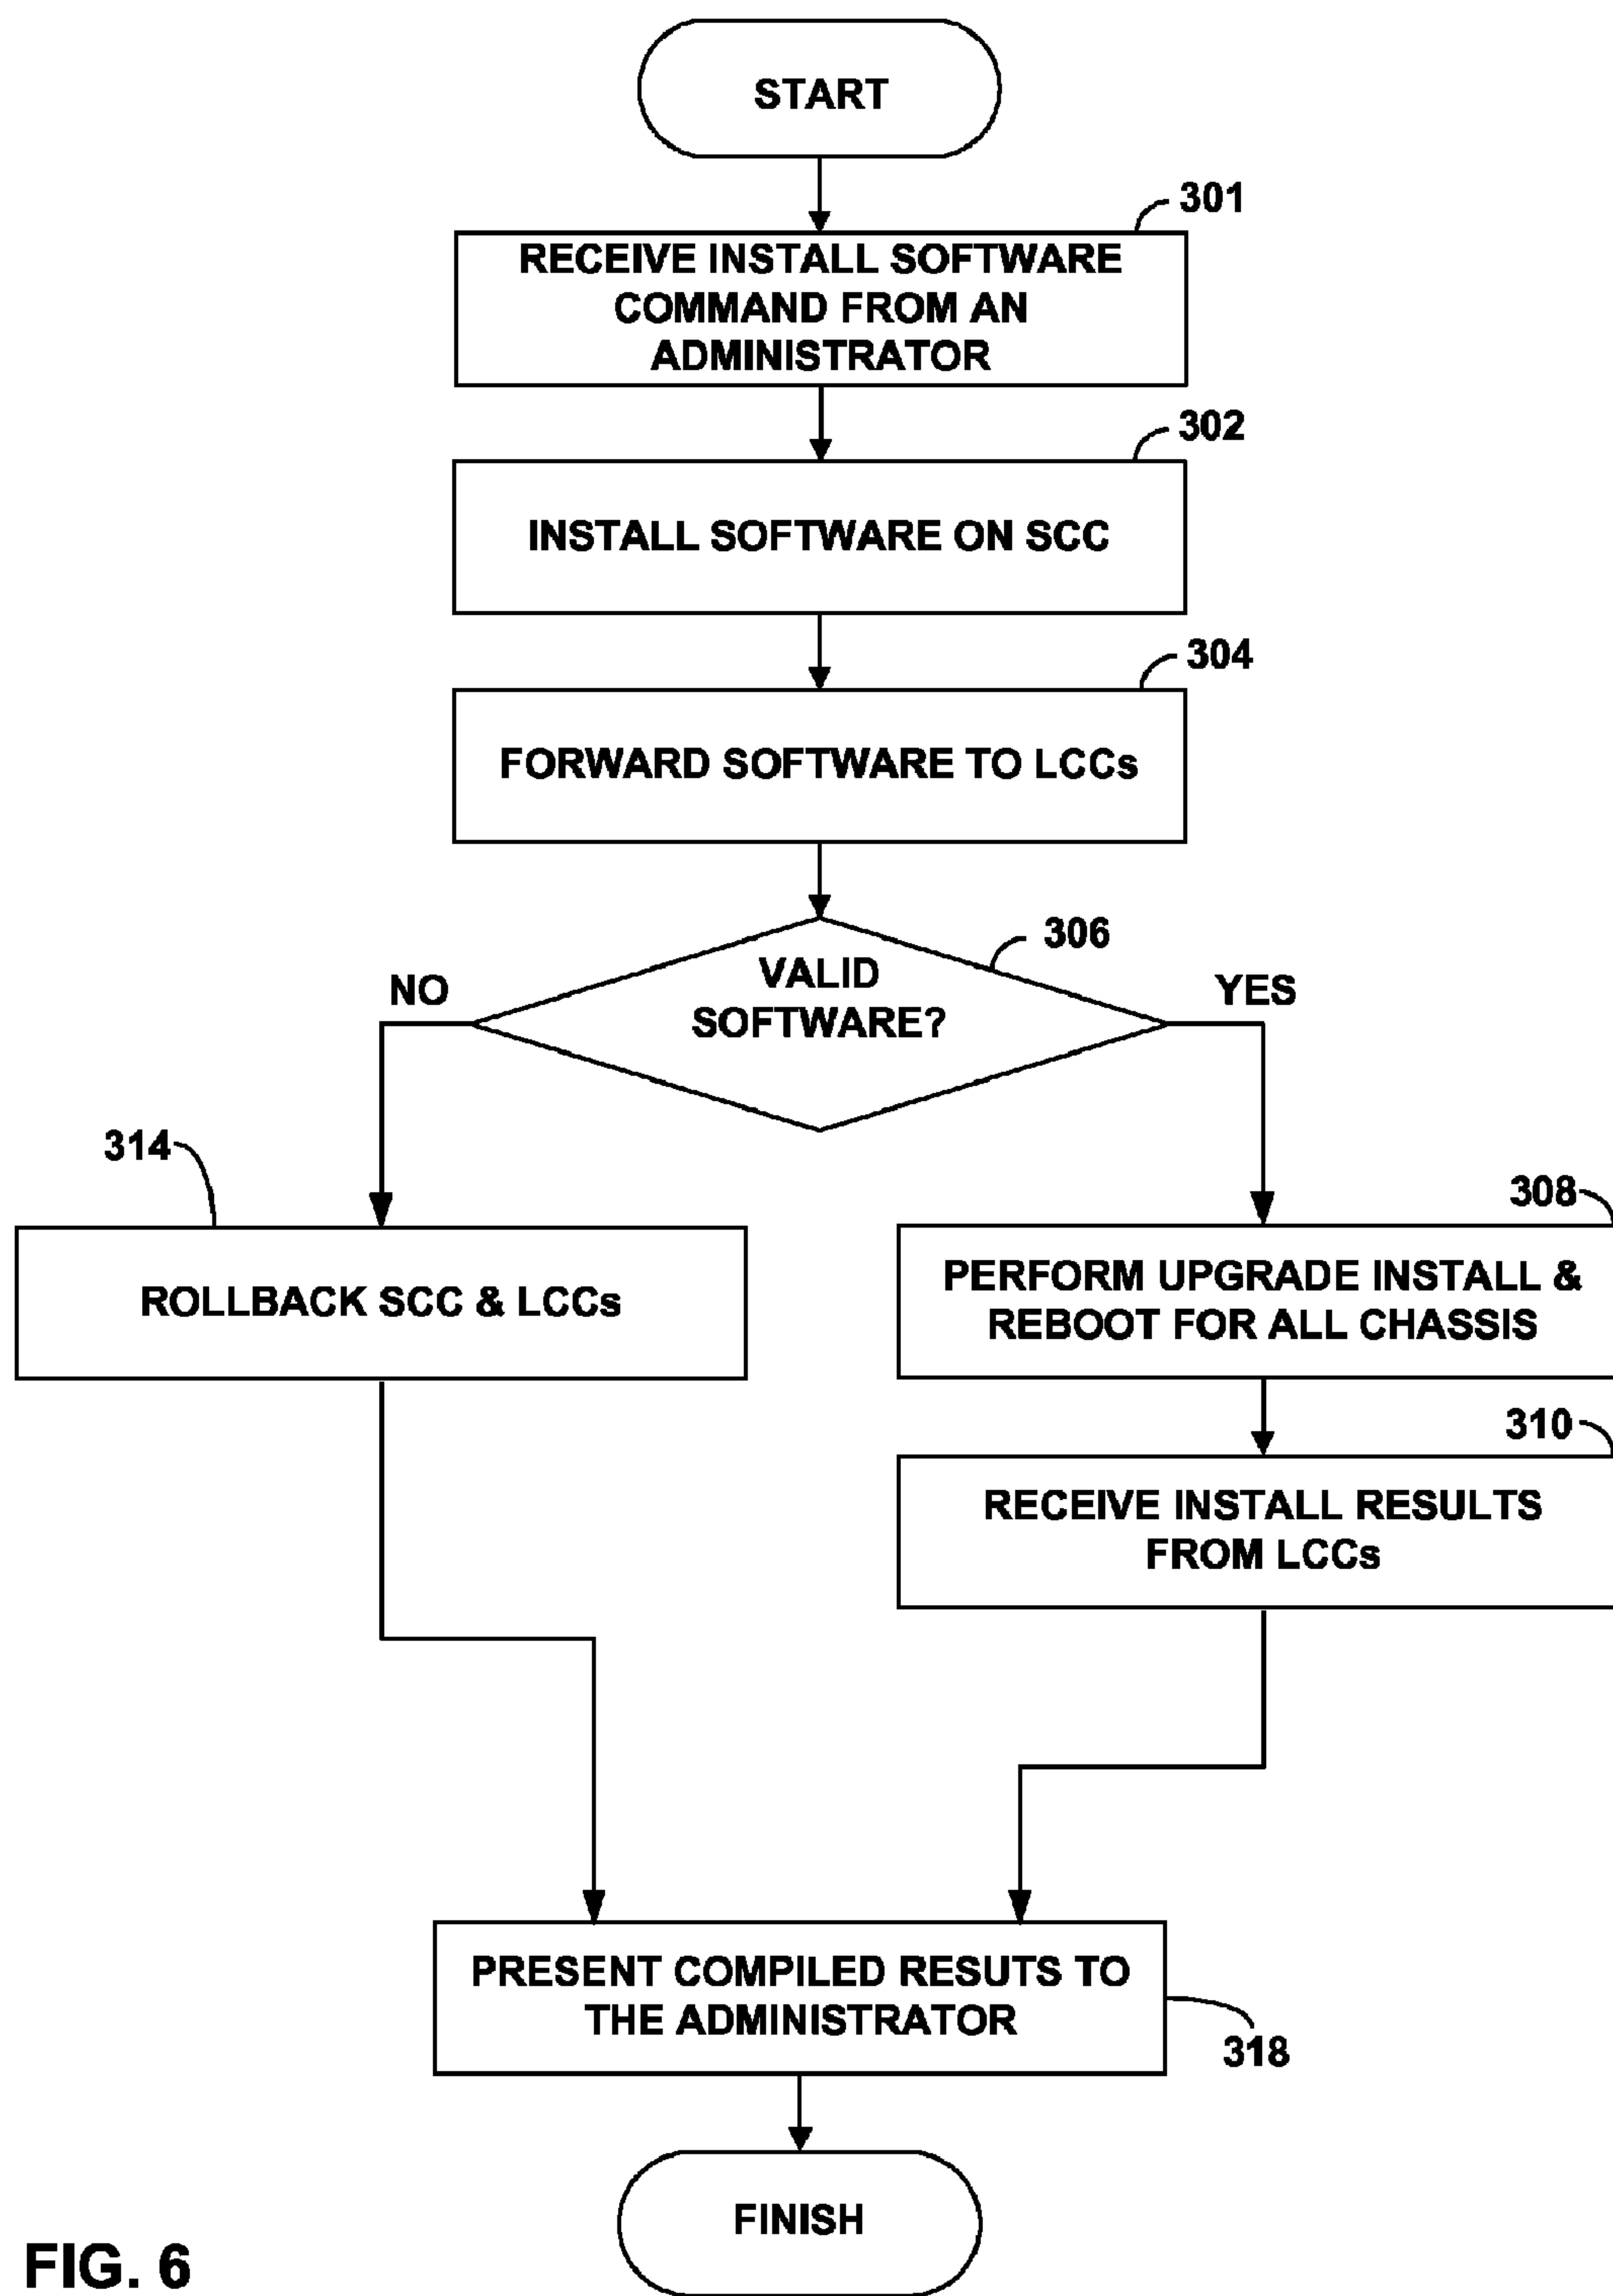 START
301
RECEIVE INSTALL SOFTWARE
COMMAND FROM AN
ADMINISTRATOR
302
INSTALL SOFTWARE ON SCC
304
FORWARD SOFTWARE TO LCCs
306
VALID
SOFTWARE?
NO
YES
314
ROLLBACK SCC & LCCs
308
PERFORM UPGRADE INSTALL &
REBOOT FOR ALL CHASSIS
310
RECEIVE INSTALL RESULTS
FROM LCCs
PRESENT COMPILED RESUTS TO
THE ADMINISTRATOR
318
FINISH
FIG. 6